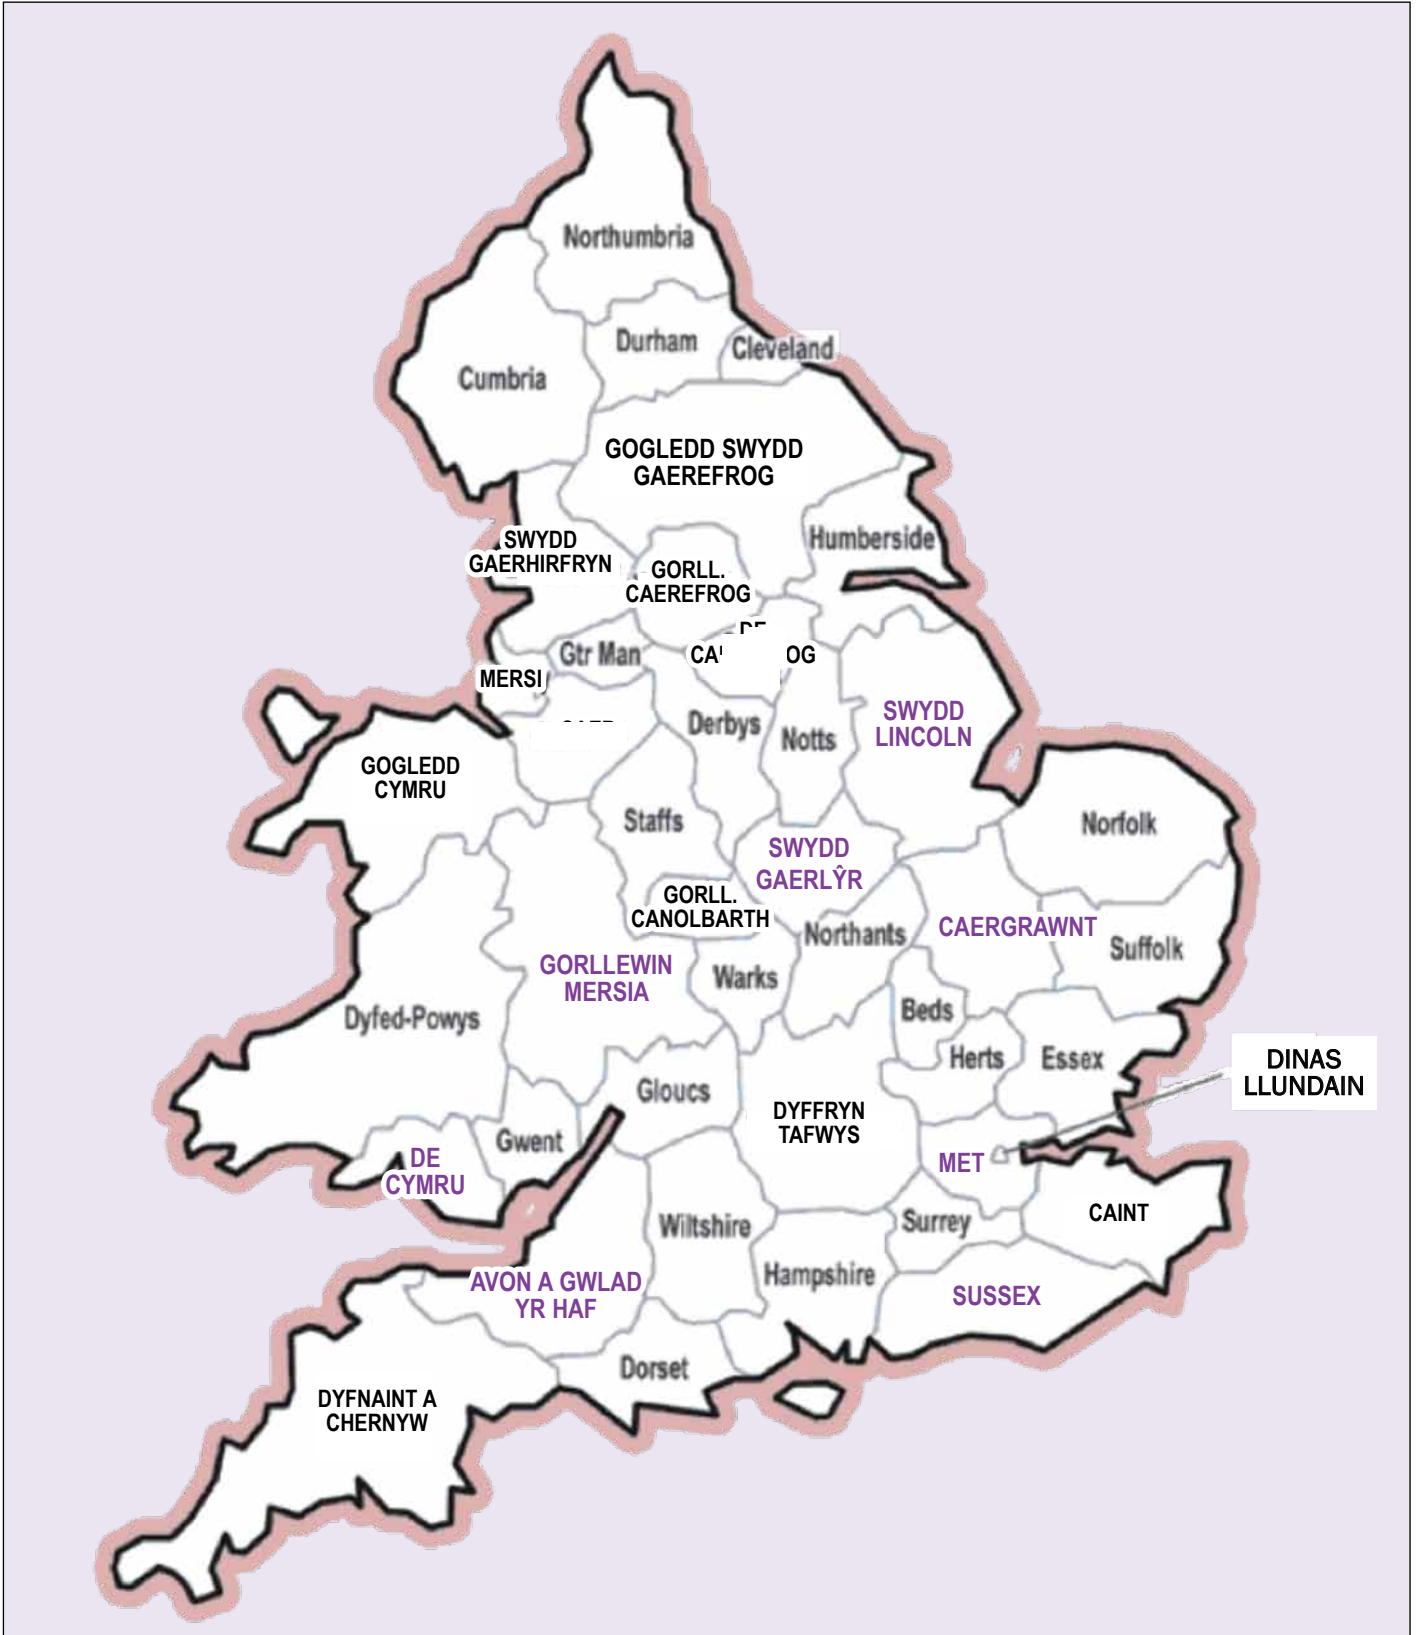 Northumbria
Durham
Cleveland
Cumbria
GOGLEDD SWYDD
GAEREFROG
SWYDD
GAERHIRFRYN
Humberside
GORLL.
CAEREFROG
Gtr Man
MERSI
Derbys
Notts
SWYDD
LINCOLN
GOGLEDD
CYMRU
Staffs
SWYDD
GAERLŶR
Norfolk
GORLL.
CANOLBARTH
Northants
CAERGRAWNT
Suffolk
GORLLEWIN
MERSIA
Warks
Dyfed-Powys
Beds
Herts
Essex
DINAS
LLUNDAIN
Gloucs
DYFFRYN
TAFWYS
Gwent
DE
CYMRU
MET
Wiltshire
Surrey
CAINT
Hampshire
AVON A GWLAD
YR HAF
SUSSEX
Dorset
DYFNAINT A
CHERNYW